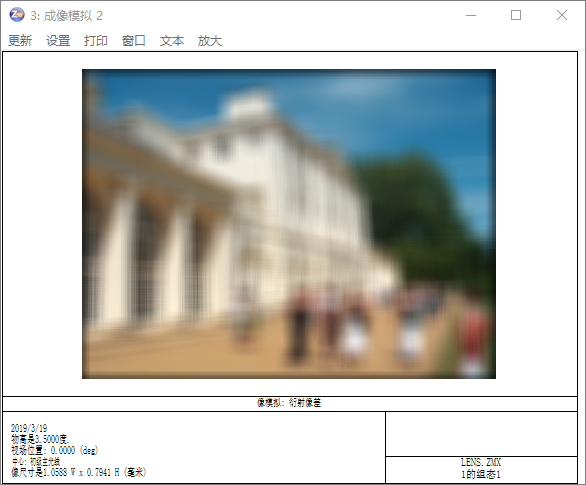 3: 成像模拟 2
更新 设置 打印 窗口 文本 放大
像模拟: 衍射像差
2019/3/19
物高是3.5000度.
视场位置: 0.0000 (deg)
中心: 初级主光线
像尺寸是1.0588 W x 0.7941 H (毫米)
LENS.ZMX
1的组态1